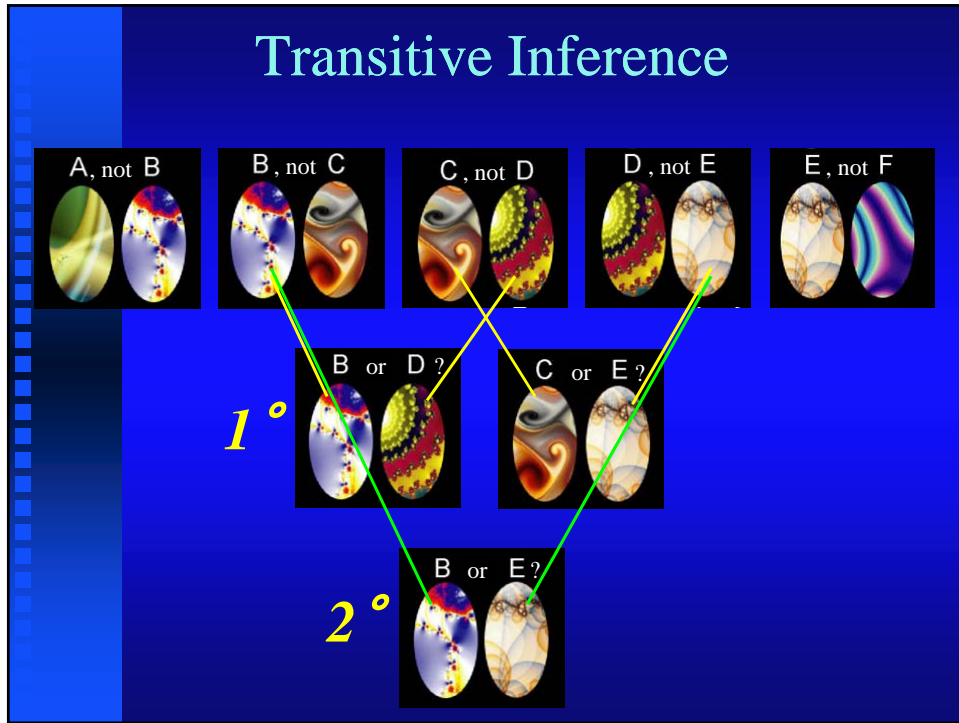 Transitive Inference
A, not B
B, not C
C, not D
D, not E
E, not F
B or D ?
C or E ?
1°
B or E ?
2°